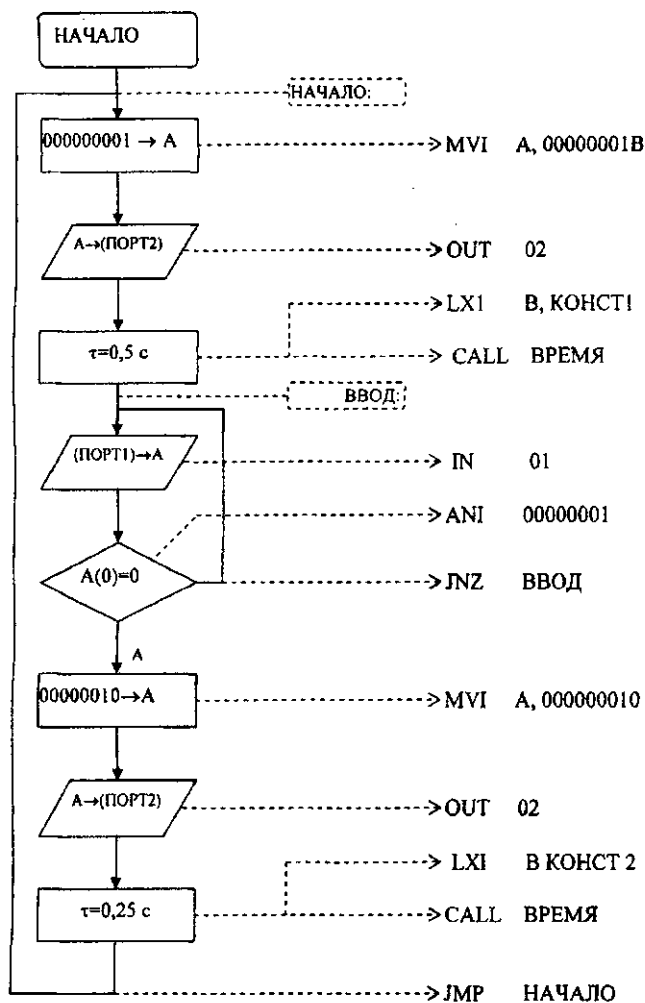 НАЧАЛО
НАЧАЛО:
000000001 → А
MVI А, 00000001В
А→(ПОРТ2)
OUT 02
LX1 В, КОНСТ1
τ=0,5 с
CALL ВРЕМЯ
ВВОД:
(ПОРТ1)→А
IN 01
ANI 00000001
А(0)=0
JNZ ВВОД
А
00000010→А
MVI А, 000000010
А→(ПОРТ2)
OUT 02
LXI В КОНСТ 2
τ=0,25 с
CALL ВРЕМЯ
JMP НАЧАЛО